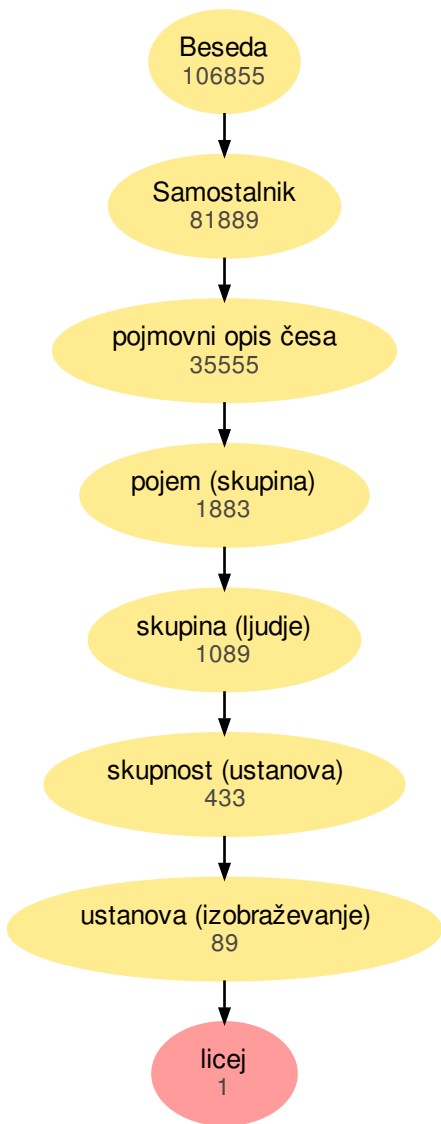 Beseda
106855
Samostalnik
81889
pojmovni opis česa
35555
pojem (skupina)
1883
skupina (ljudje)
1089
skupnost (ustanova)
433
ustanova (izobraževanje)
89
licej
1